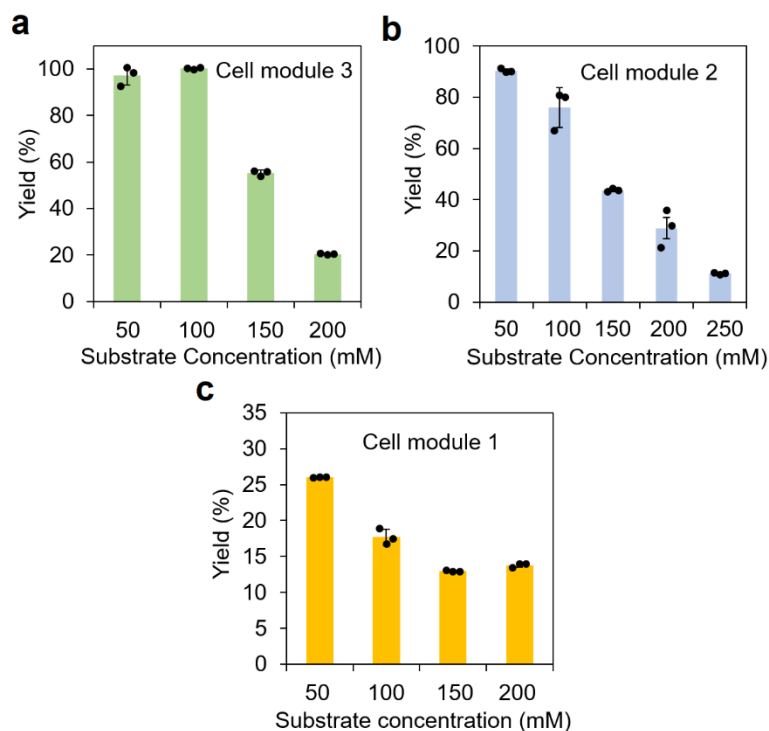 a
Cell module 3
Yield (%)
100
80
60
40
20
0
50 100 150 200
Substrate Concentration (mM)
b
Cell module 2
Yield (%)
100
80
60
40
20
0
50 100 150 200 250
Substrate Concentration (mM)
c
Cell module 1
Yield (%)
35
30
25
20
15
10
5
0
50 100 150 200
Substrate concentration (mM)